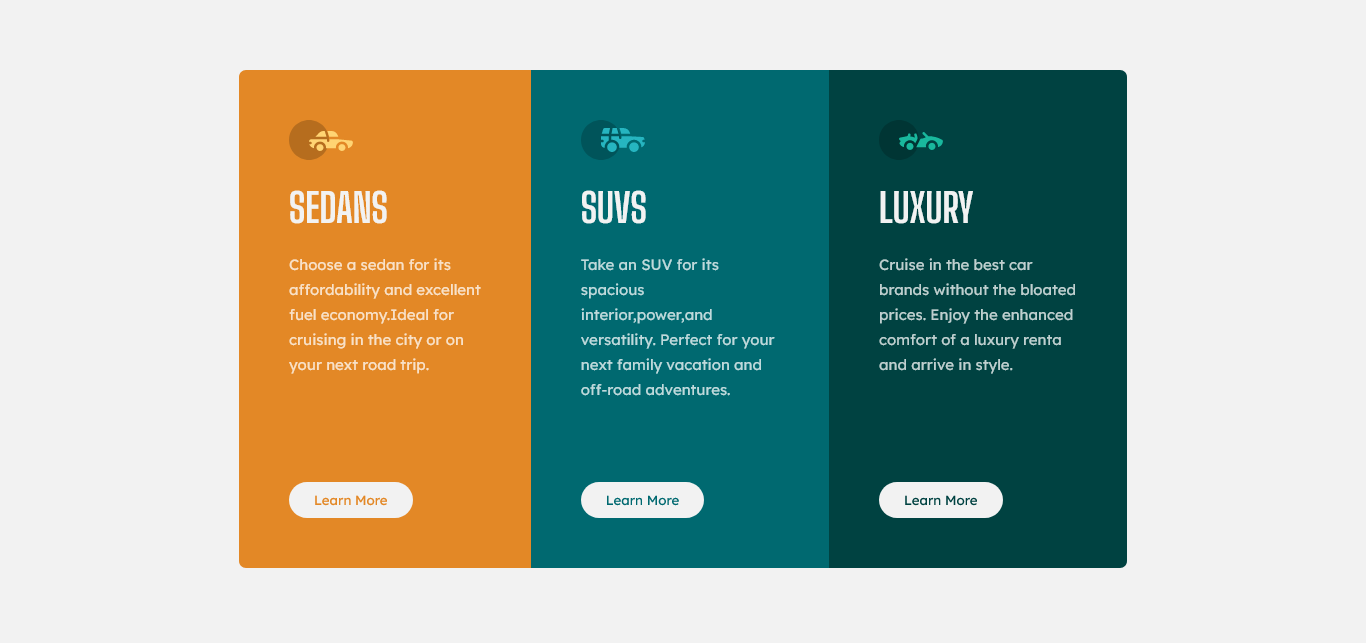 SEDANS
Choose a sedan for its
affordability and excellent
fuel economy.Ideal for
cruising in the city or on
your next road trip.
Learn More
SUVS
Take an SUV for its
spacious
interior,power,and
versatility. Perfect for your
next family vacation and
off-road adventures.
Learn More
LUXURY
Cruise in the best car
brands without the bloated
prices. Enjoy the enhanced
comfort of a luxury renta
and arrive in style.
Learn More